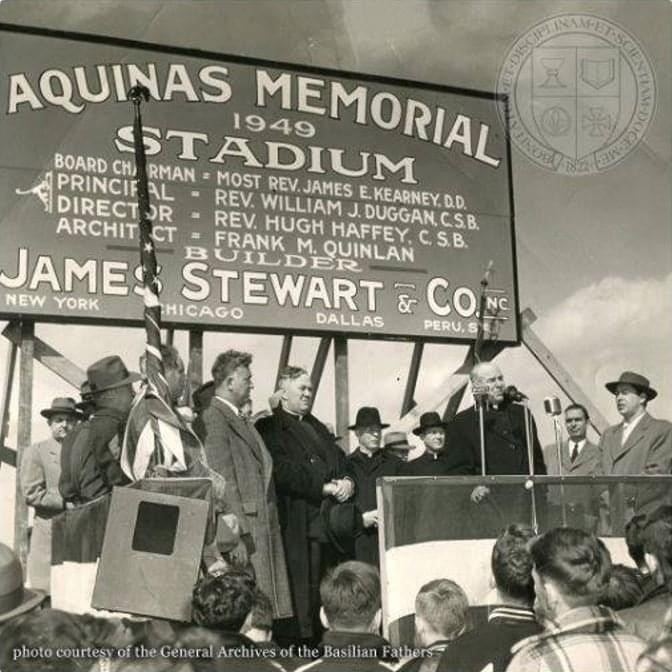 AQUINAS MEMORIAL
1949
STADIUM
BOARD CHAIRMAN = MOST REV. JAMES E. KEARNEY, D.D.
PRINCIPAL = REV. WILLIAM J. DUGGAN, C.S.B.
DIRECTOR = REV. HUGH HAFFEY, C.S.B.
ARCHITECT = FRANK M. QUINLAN
BUILDER
JAMES STEWART & CO. INC
NEW YORK CHICAGO DALLAS PERU, S.
1822
photo courtesy of the General Archives of the Basilian Fathers